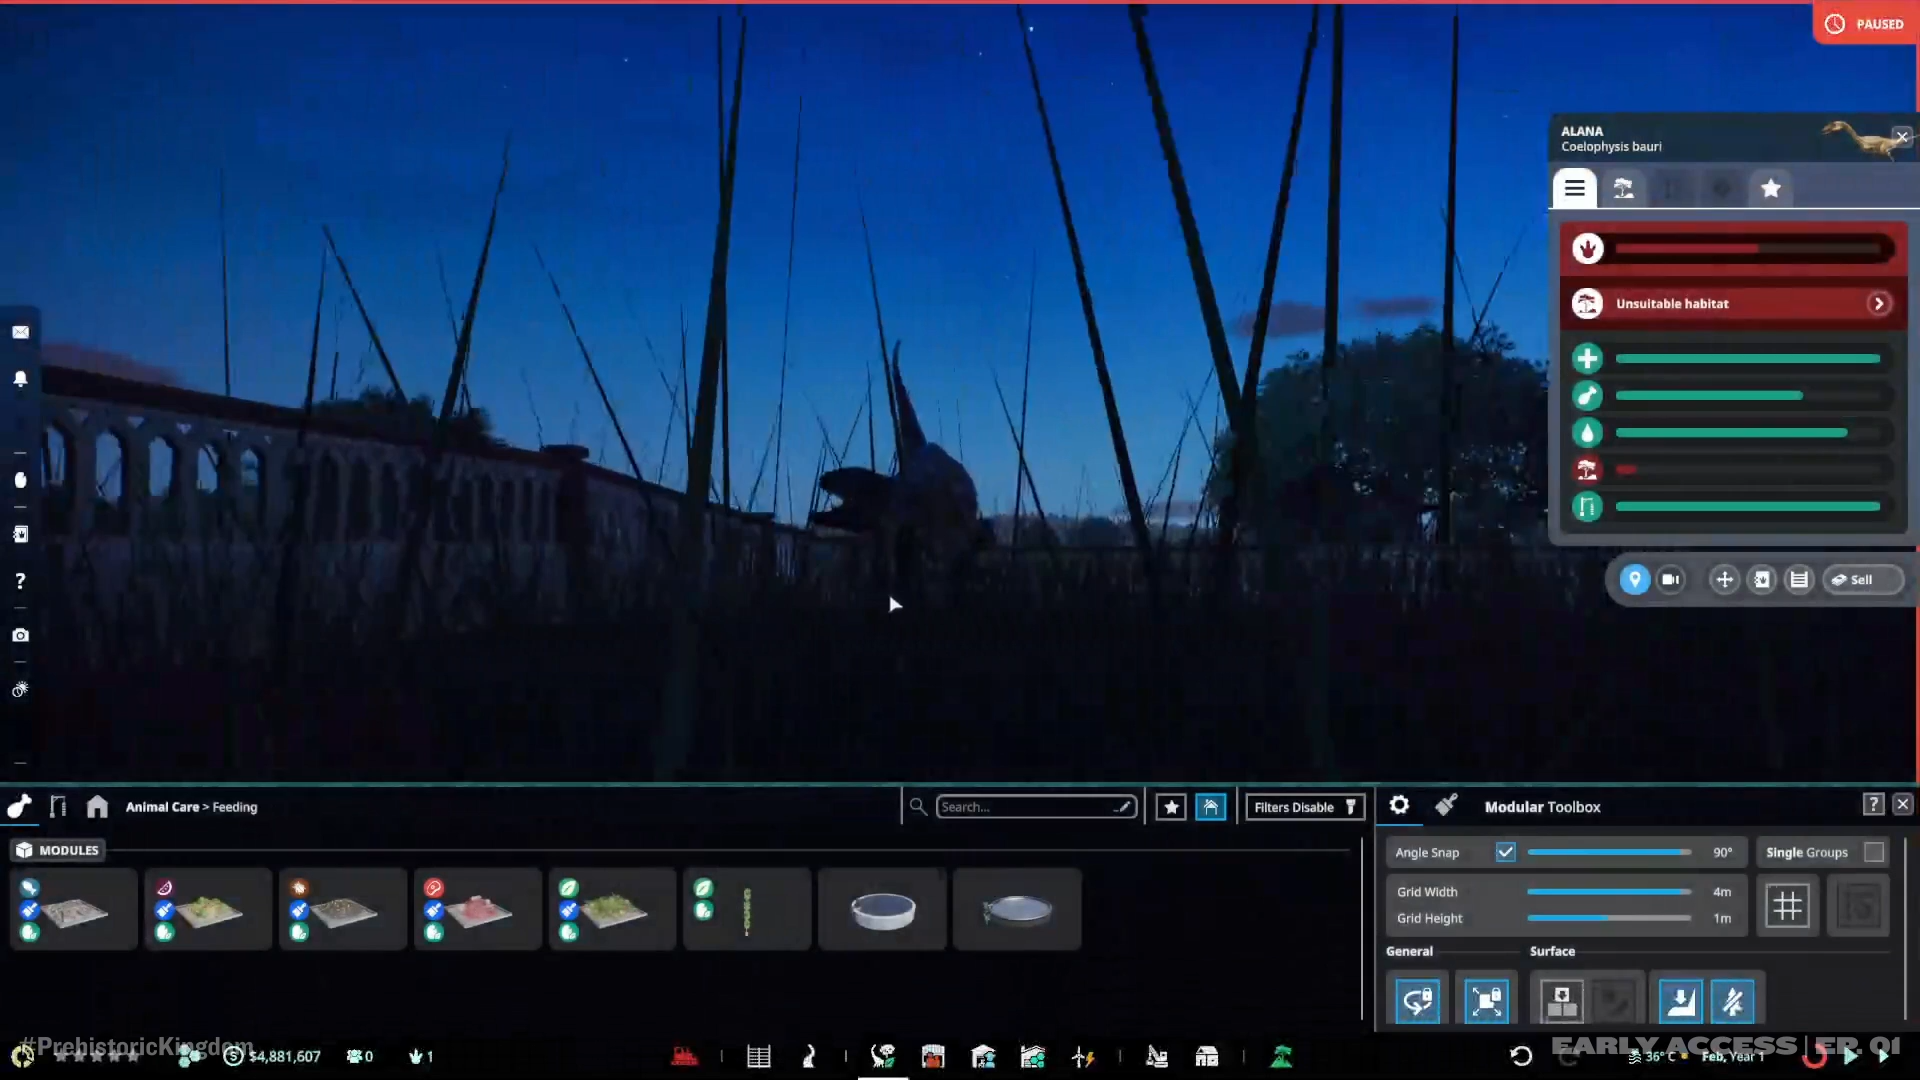 PAUSED
ALANA
Coelophysis bauri
Unsuitable habitat
Sell
Animal Care > Feeding
Search...
Filters Disable
Modular Toolbox
?
MODULES
Angle Snap
90°
Single Groups
Grid Width
4m
Grid Height
1m
General
Surface
#PrehistoricKingdom
$4,881,607
0
1
EARLY ACCESS | EP. 01
36° C
Feb, Year 1